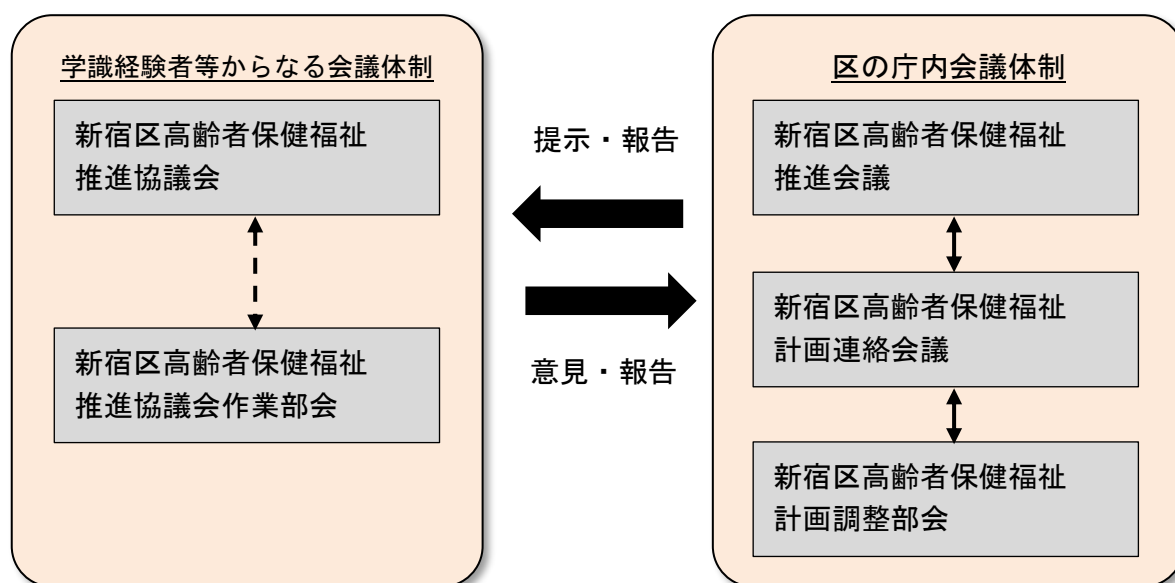 学識経験者等からなる会議体制
新宿区高齢者保健福祉
推進協議会
新宿区高齢者保健福祉
推進協議会作業部会
提示・報告
意見・報告
区の庁内会議体制
新宿区高齢者保健福祉
推進会議
新宿区高齢者保健福祉
計画連絡会議
新宿区高齢者保健福祉
計画調整部会